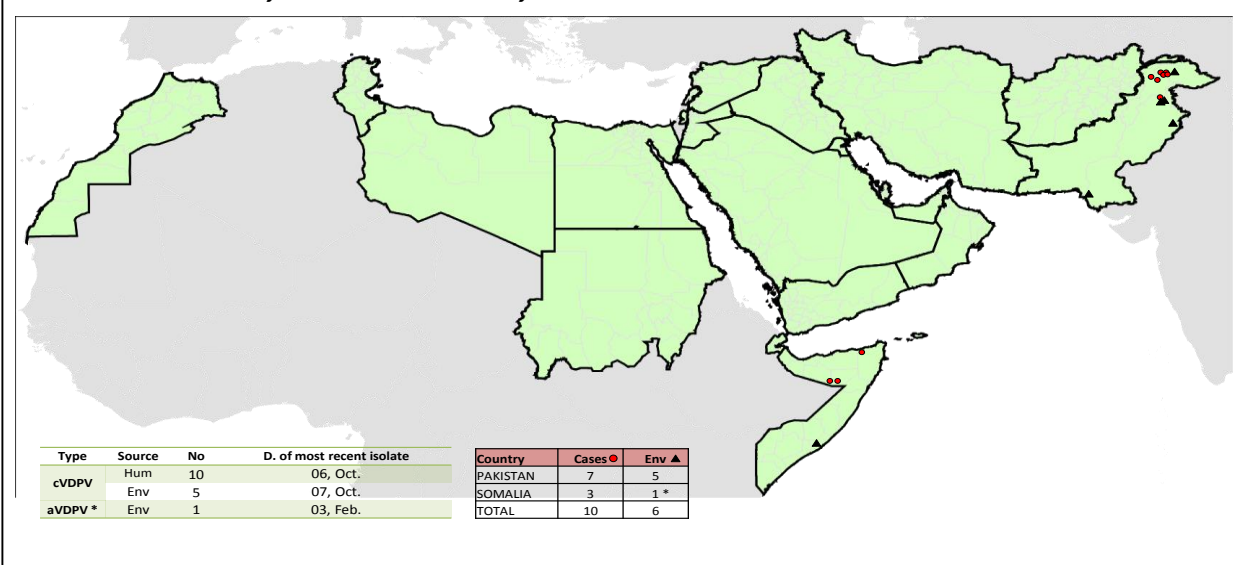 Type Source No D. of most recent isolate
cVDPV Hum 10 06, Oct.
Env 5 07, Oct.
aVDPV * Env 1 03, Feb.
Country Cases Env
PAKISTAN 7 5
SOMALIA 3 1 *
TOTAL 10 6